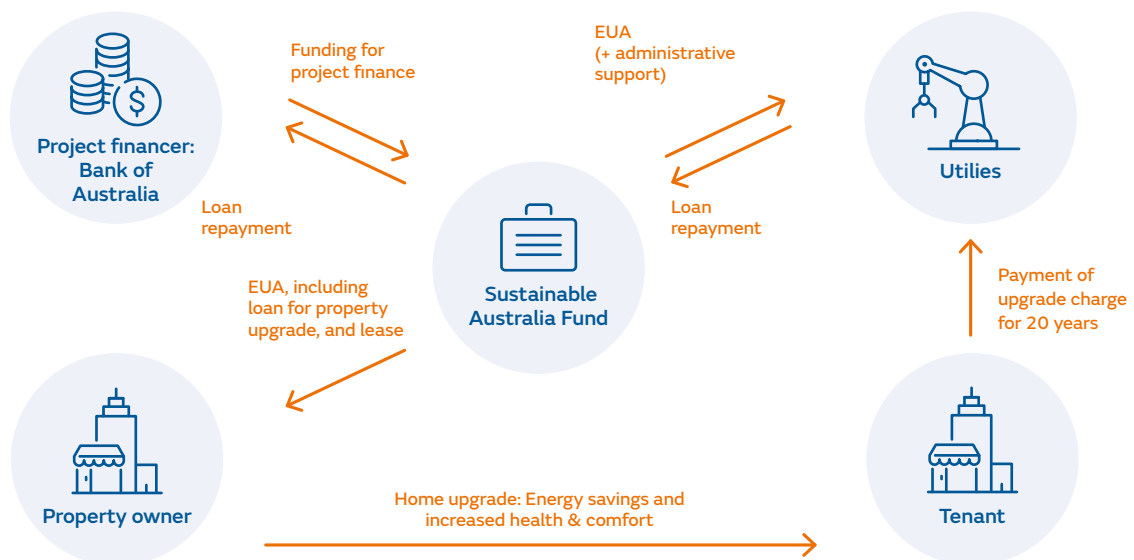 Funding for
project finance
EUA
(+ administrative
support)
$
Project financer:
Bank of
Australia
Utilies
Loan
repayment
Loan
repayment
EUA, including
loan for property
upgrade, and lease
Sustainable
Australia Fund
Payment of
upgrade charge
for 20 years
Home upgrade: Energy savings and
increased health & comfort
Property owner
Tenant